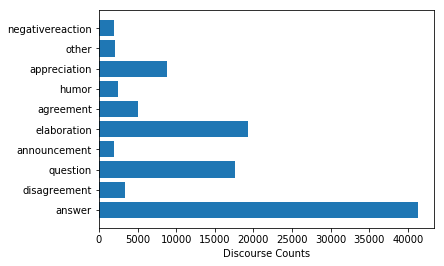 negativereaction
other
appreciation
humor
agreement
elaboration
announcement
question
disagreement
answer
0 5000 10000 15000 20000 25000 30000 35000 40000
Discourse Counts